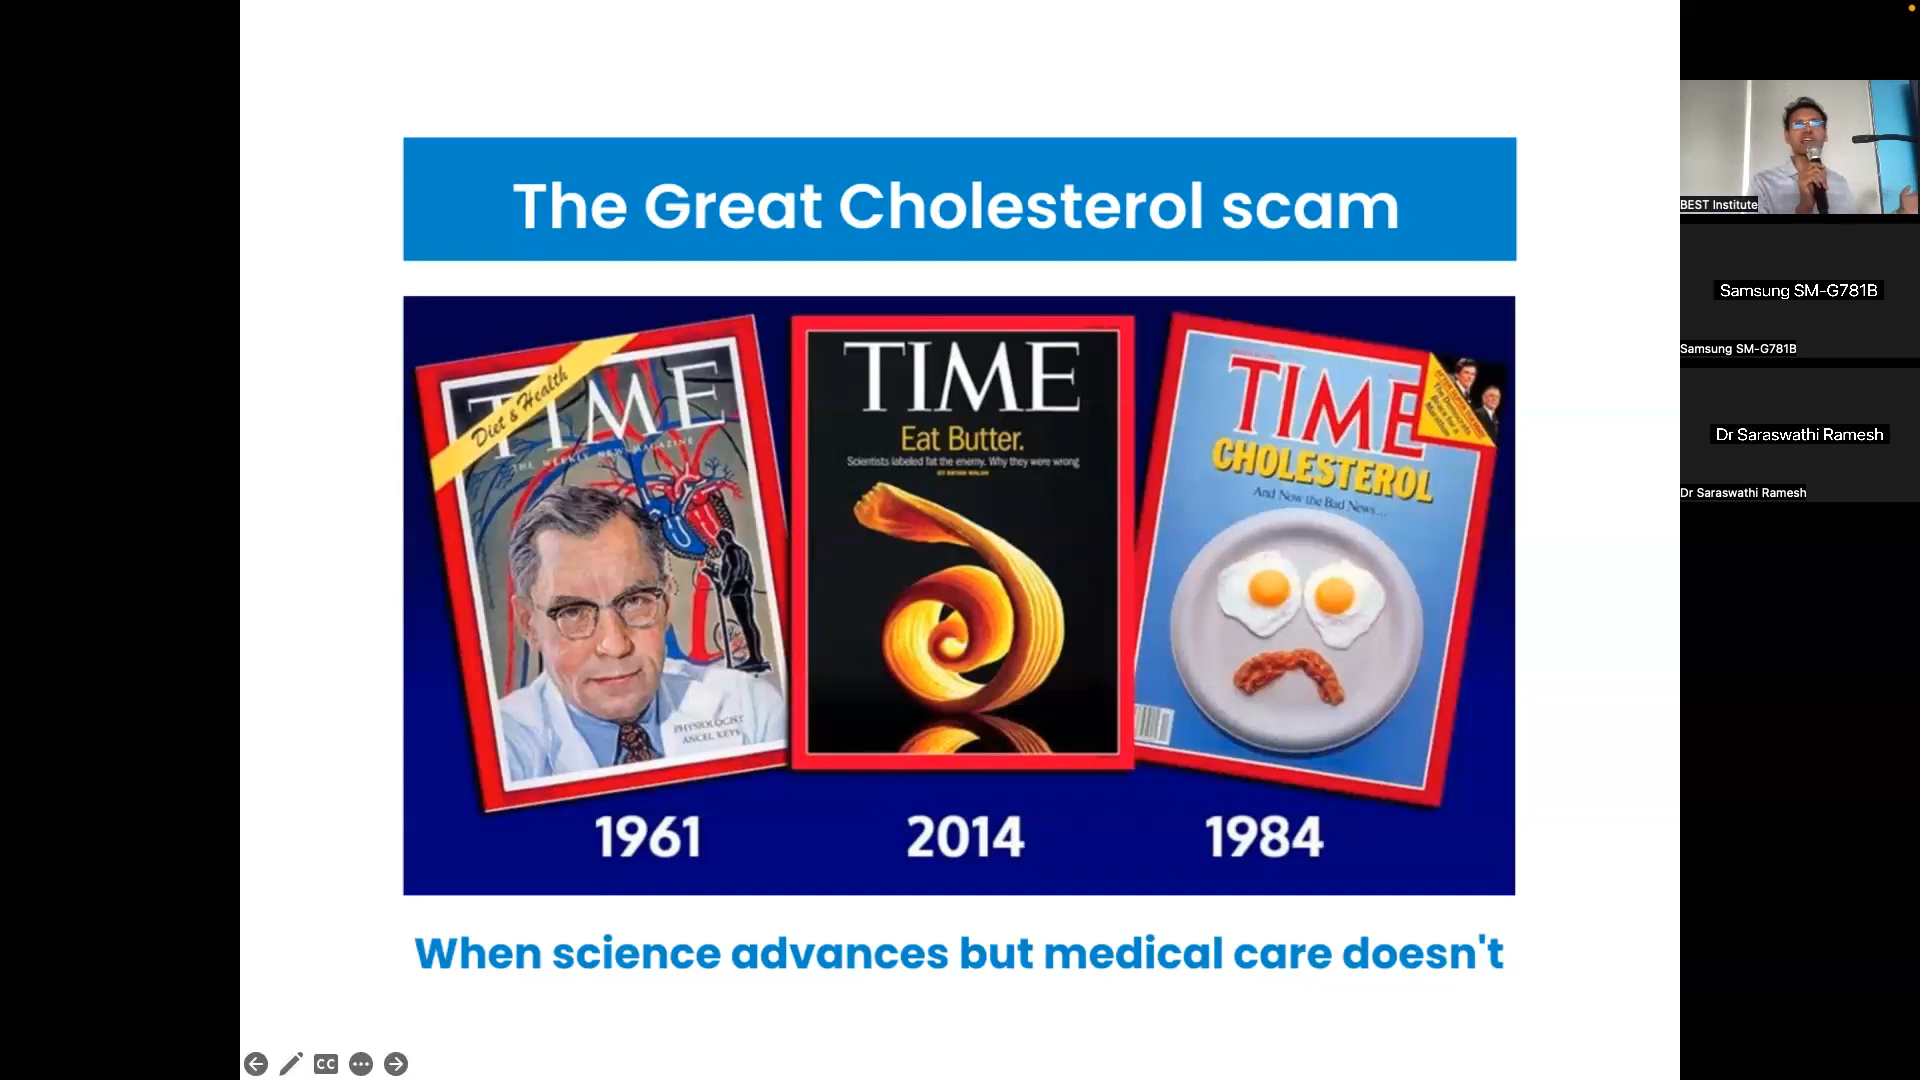 The Great Cholesterol scam
Diet & Health
TIME
THE WEEKLY NEWSMAGAZINE
PHYSIOLOGIST
ANCEL KEYS
1961
TIME
Eat Butter.
Scientists labeled fat the enemy. Why they were wrong
BY BRYAN WALSH
2014
TIME
CHOLESTEROL
And Now the Bad News...
1984
When science advances but medical care doesn't
CC
BEST Institute
Samsung SM-G781B
Samsung SM-G781B
Dr Saraswathi Ramesh
Dr Saraswathi Ramesh